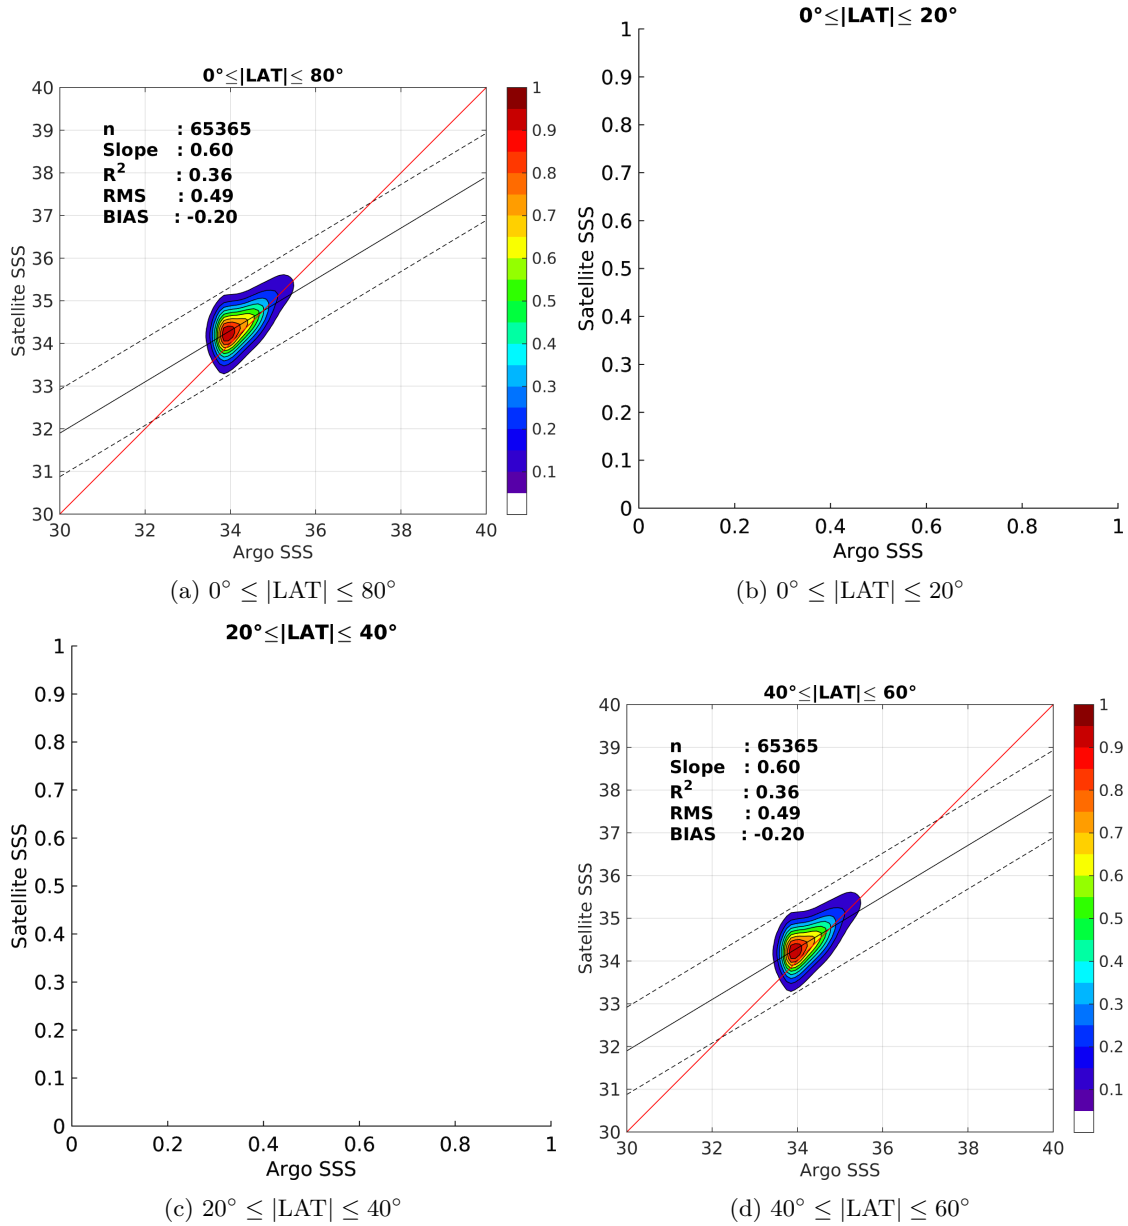 0°≤|LAT|≤ 80°
40
39
38
37
36
35
34
33
32
31
30
n : 65365
Slope : 0.60
R² : 0.36
RMS : 0.49
BIAS : -0.20
1
0.9
0.8
0.7
0.6
0.5
0.4
0.3
0.2
0.1
Satellite SSS
30 32 34 36 38 40
Argo SSS
(a) 0° ≤ |LAT| ≤ 80°
0°≤|LAT|≤ 20°
1
0.9
0.8
0.7
0.6
0.5
0.4
0.3
0.2
0.1
0
Satellite SSS
0 0.2 0.4 0.6 0.8 1
Argo SSS
(b) 0° ≤ |LAT| ≤ 20°
20°≤|LAT|≤ 40°
1
0.9
0.8
0.7
0.6
0.5
0.4
0.3
0.2
0.1
0
Satellite SSS
0 0.2 0.4 0.6 0.8 1
Argo SSS
(c) 20° ≤ |LAT| ≤ 40°
40°≤|LAT|≤ 60°
40
39
38
37
36
35
34
33
32
31
30
n : 65365
Slope : 0.60
R² : 0.36
RMS : 0.49
BIAS : -0.20
1
0.9
0.8
0.7
0.6
0.5
0.4
0.3
0.2
0.1
Satellite SSS
30 32 34 36 38 40
Argo SSS
(d) 40° ≤ |LAT| ≤ 60°